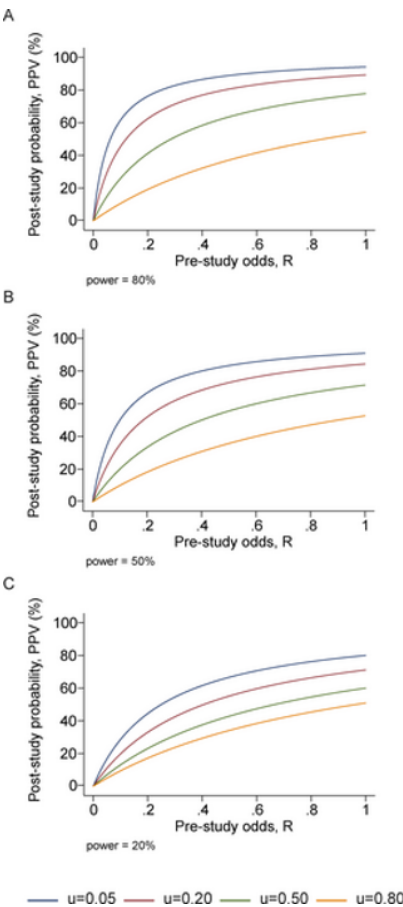 A
Post-study probability, PPV (%)
100
80
60
40
20
0
0 .2 .4 .6 .8 1
Pre-study odds, R
power = 80%
B
Post-study probability, PPV (%)
100
80
60
40
20
0
0 .2 .4 .6 .8 1
Pre-study odds, R
power = 50%
C
Post-study probability, PPV (%)
100
80
60
40
20
0
0 .2 .4 .6 .8 1
Pre-study odds, R
power = 20%
u=0.05 u=0.20 u=0.50 u=0.80